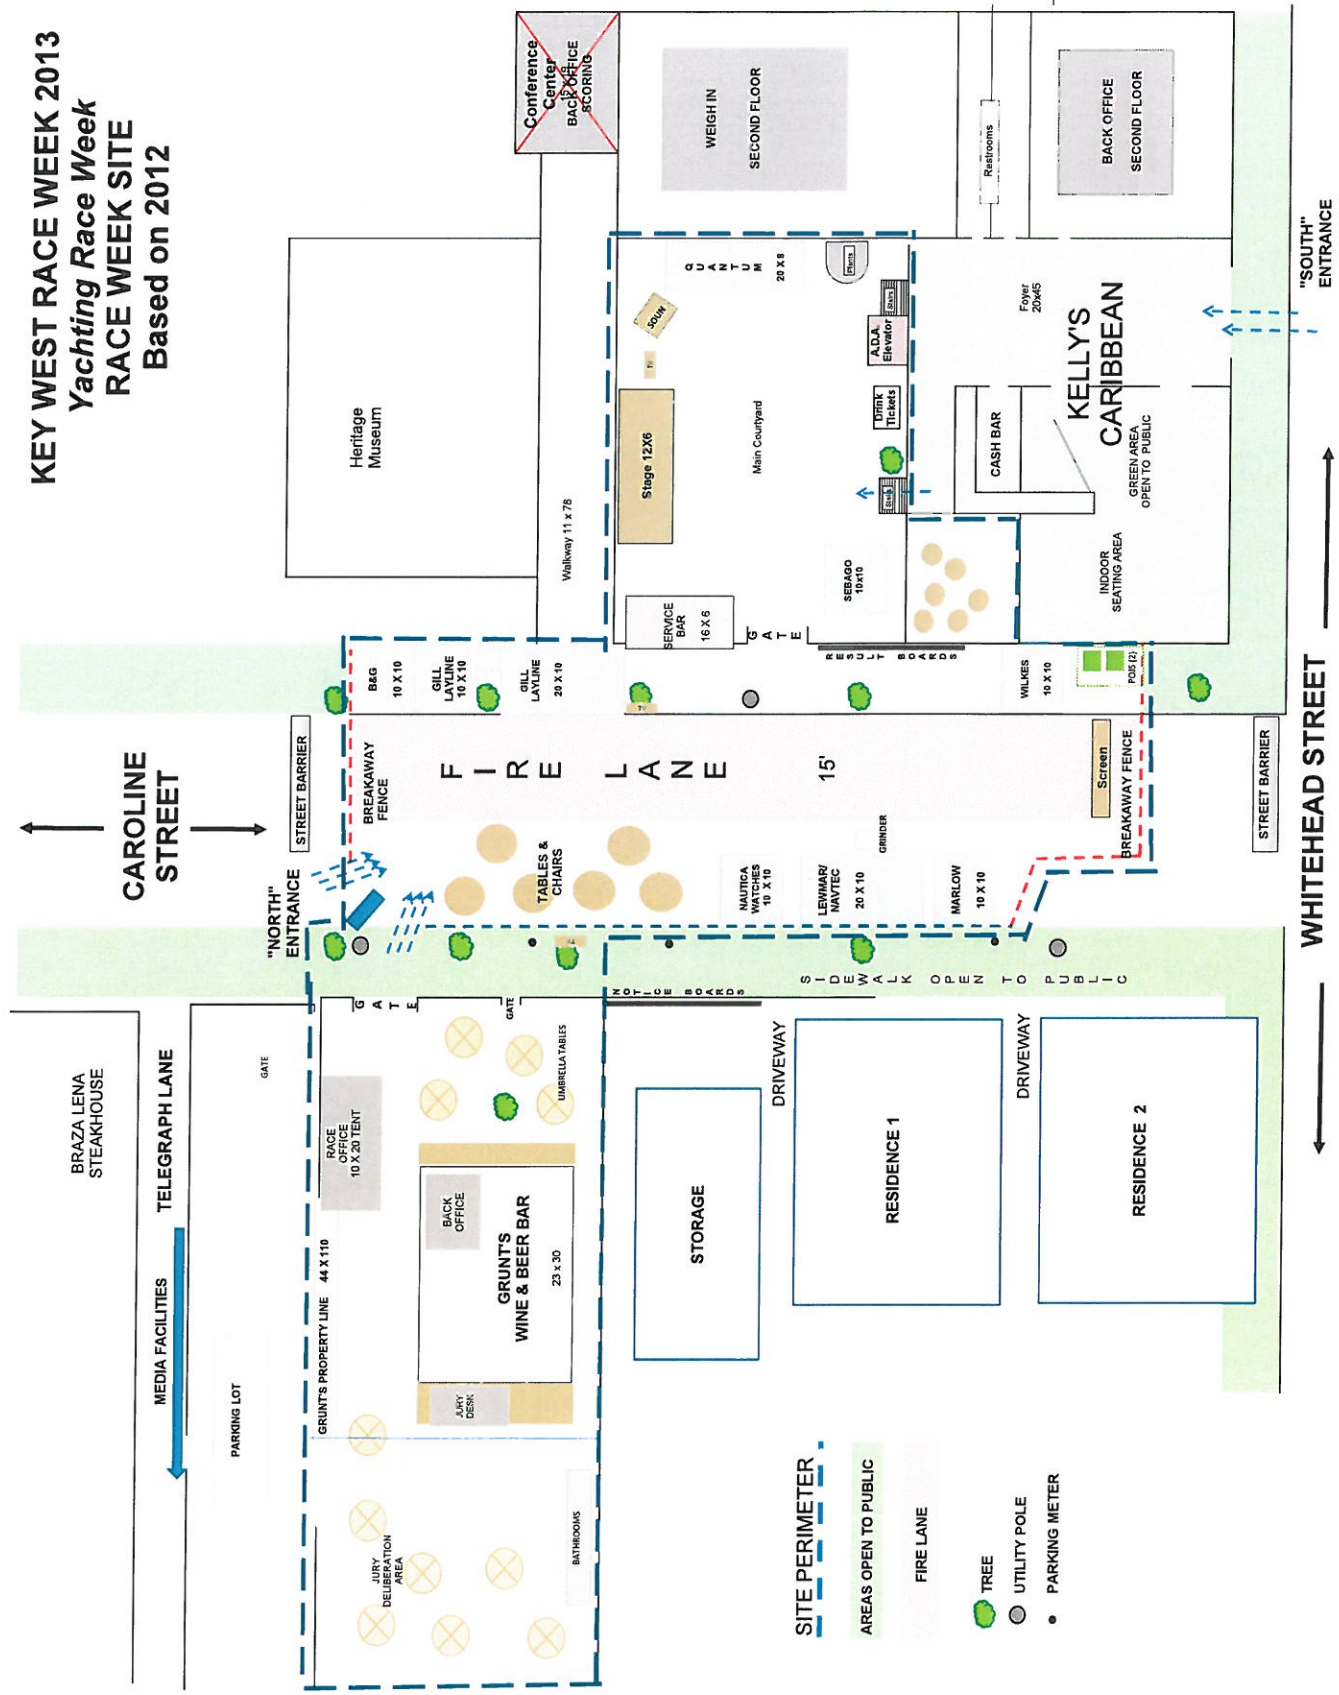 KEY WEST RACE WEEK 2013
Yachting Race Week
RACE WEEK SITE
Based on 2012
BRAZA LENA
STEAKHOUSE
TELEGRAPH LANE
MEDIA FACILITIES
GATE
PARKING LOT
CAROLINE
STREET
"NORTH"
ENTRANCE
STREET BARRIER
Heritage
Museum
Conference
Center
15 x 19
BACK OFFICE
SCORING
Walkway 11 x 78
GRUNT'S PROPERTY LINE 44 X 110
RACE
OFFICE
10 X 20 TENT
GATE
GATE
JURY
DELIBERATION
AREA
JURY
DESK
BACK
OFFICE
GRUNT'S
WINE & BEER BAR
23 x 30
UMBRELLA TABLES
BATHROOMS
BREAKAWAY
FENCE
B&G
10 X 10
GILL
LAYLINE
10 X 10
GILL
LAYLINE
20 X 10
FIRE LANE
15'
TABLES &
CHAIRS
NOTICE BOARDS
NAUTICA
WATCHES
10 X 10
LEWMAR/
NAVTEC
20 X 10
GRINDER
MARLOW
10 X 10
TV
TV
Stage 12X6
TV
SOUN
QUANTUM
20 X 8
WEIGH IN
SECOND FLOOR
Main Courtyard
SERVICE
BAR
16 X 6
GATE
RESULT BOARDS
SEBAGO
10x10
Stairs
Drink
Tickets
A.D.A.
Elevator
Stairs
Plants
Restrooms
BACK OFFICE
SECOND FLOOR
Foyer
20x45
KELLY'S
CARIBBEAN
CASH BAR
GREEN AREA
OPEN TO PUBLIC
INDOOR
SEATING AREA
WILKES
10 X 10
Screen
BREAKAWAY FENCE
STREET BARRIER
SIDEWALK OPEN TO PUBLIC
STORAGE
DRIVEWAY
RESIDENCE 1
DRIVEWAY
RESIDENCE 2
WHITEHEAD STREET
"SOUTH"
ENTRANCE
SITE PERIMETER
AREAS OPEN TO PUBLIC
FIRE LANE
TREE
UTILITY POLE
PARKING METER